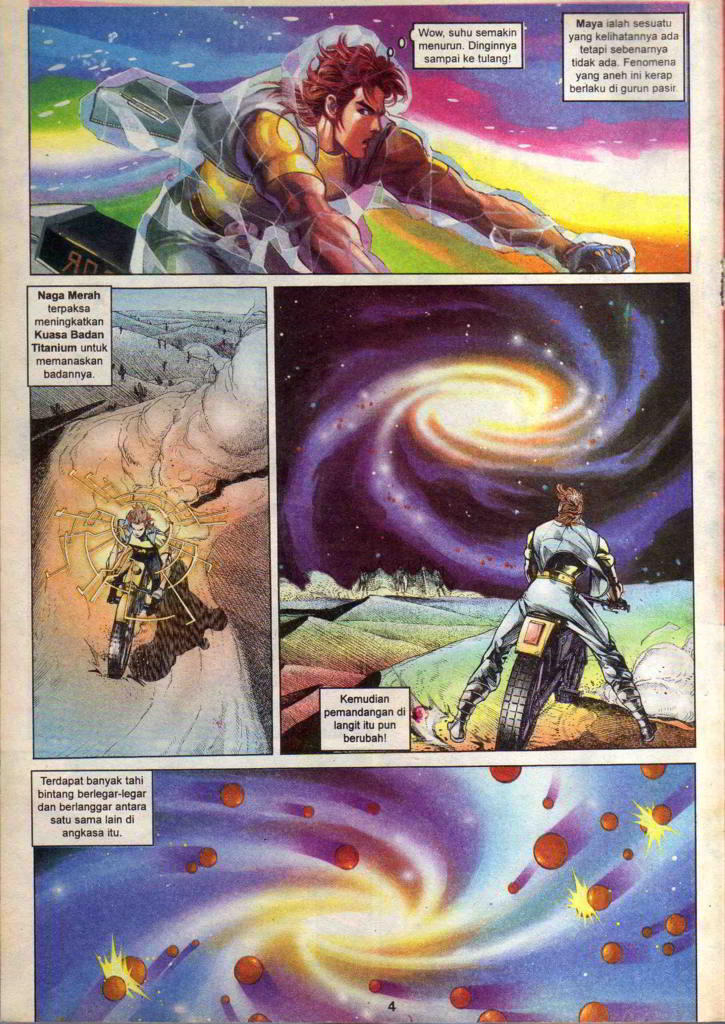 Wow, suhu semakin
menurun. Dinginnya
sampai ke tulang!
Maya ialah sesuatu
yang kelihatannya ada
tetapi sebenarnya
tidak ada. Fenomena
yang aneh ini kerap
berlaku di gurun pasir.
Naga Merah
terpaksa
meningkatkan
Kuasa Badan
Titanium untuk
memanaskan
badannya.
Kemudian
pemandangan di
langit itu pun
berubah!
Terdapat banyak tahi
bintang berlegar-legar
dan berlanggar antara
satu sama lain di
angkasa itu.
4